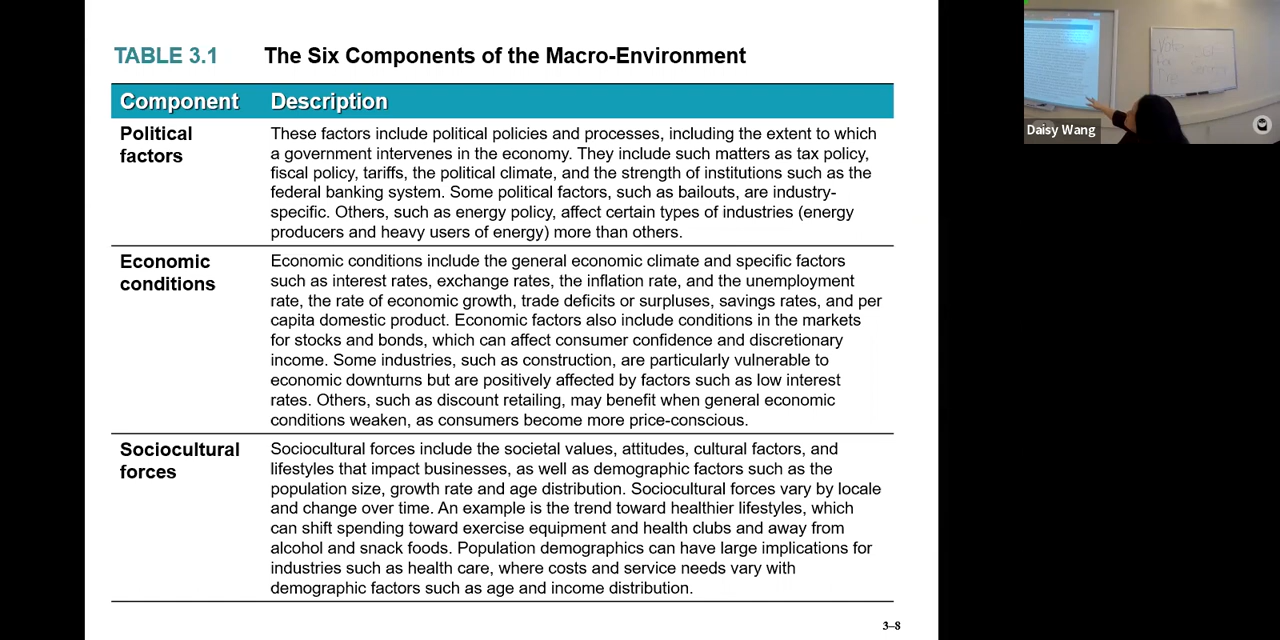 TABLE 3.1 The Six Components of the Macro-Environment
Component Description
Political factors
These factors include political policies and processes, including the extent to which
a government intervenes in the economy. They include such matters as tax policy,
fiscal policy, tariffs, the political climate, and the strength of institutions such as the
federal banking system. Some political factors, such as bailouts, are industry-
specific. Others, such as energy policy, affect certain types of industries (energy
producers and heavy users of energy) more than others.
Economic conditions
Economic conditions include the general economic climate and specific factors
such as interest rates, exchange rates, the inflation rate, and the unemployment
rate, the rate of economic growth, trade deficits or surpluses, savings rates, and per
capita domestic product. Economic factors also include conditions in the markets
for stocks and bonds, which can affect consumer confidence and discretionary
income. Some industries, such as construction, are particularly vulnerable to
economic downturns but are positively affected by factors such as low interest
rates. Others, such as discount retailing, may benefit when general economic
conditions weaken, as consumers become more price-conscious.
Sociocultural forces
Sociocultural forces include the societal values, attitudes, cultural factors, and
lifestyles that impact businesses, as well as demographic factors such as the
population size, growth rate and age distribution. Sociocultural forces vary by locale
and change over time. An example is the trend toward healthier lifestyles, which
can shift spending toward exercise equipment and health clubs and away from
alcohol and snack foods. Population demographics can have large implications for
industries such as health care, where costs and service needs vary with
demographic factors such as age and income distribution.
3–8
Daisy Wang